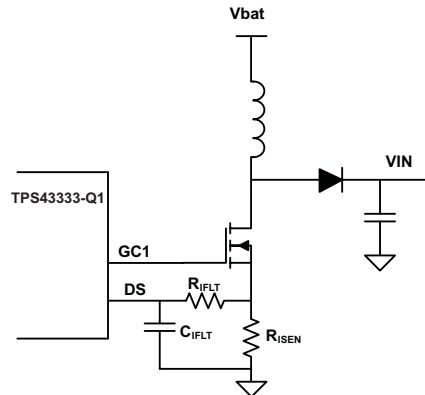 Vbat
VIN
TPS43333-Q1
GC1
DS
RIFLT
CIFLT
RISEN